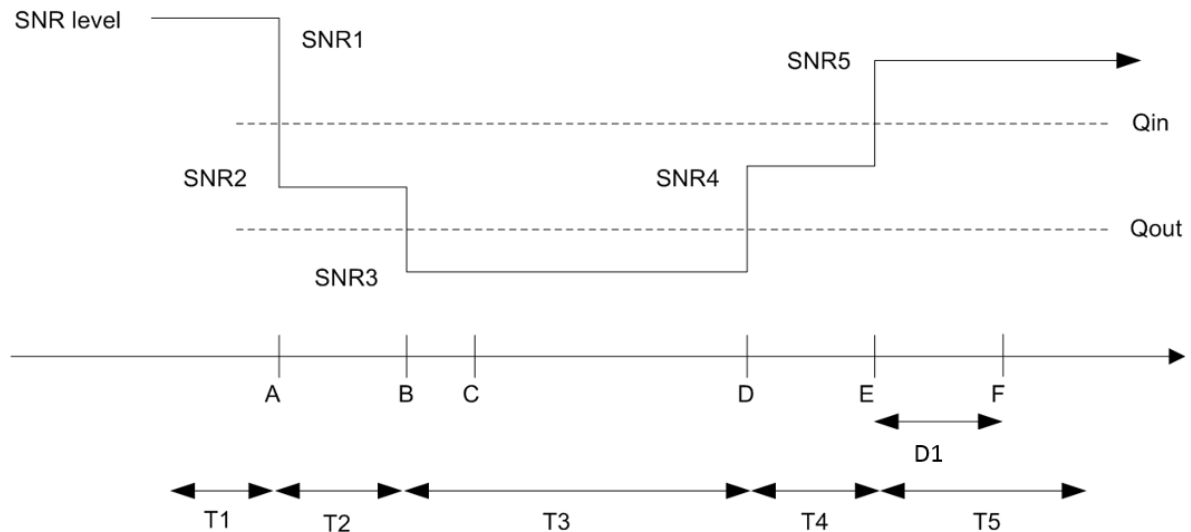 SNR level
SNR1
SNR5
Qin
SNR2
SNR4
Qout
SNR3
A B C D E F
D1
T1 T2 T3 T4 T5